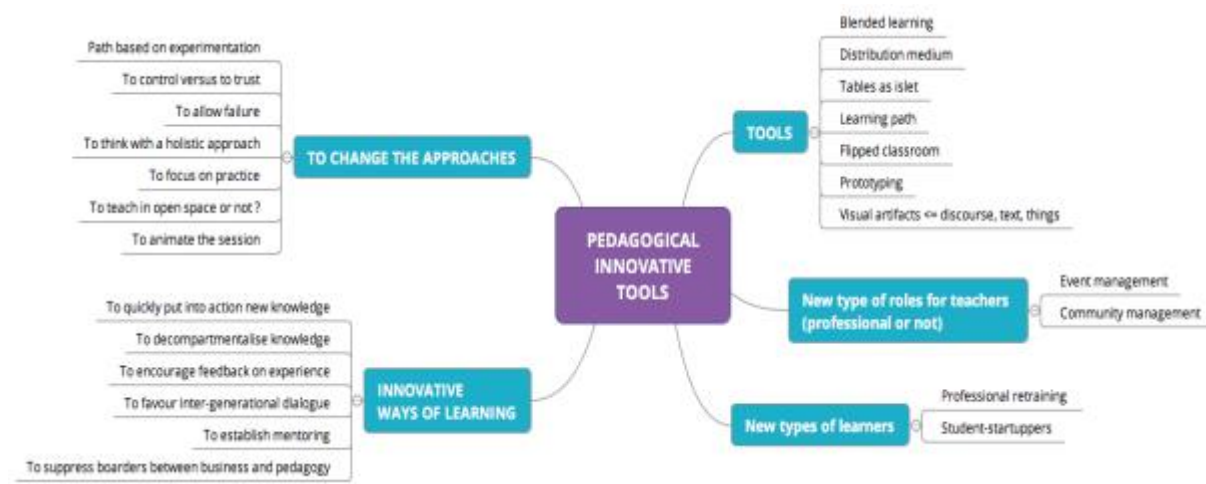 PEDAGOGICAL
INNOVATIVE
TOOLS
TO CHANGE THE APPROACHES
Path based on experimentation
To control versus to trust
To allow failure
To think with a holistic approach
To focus on practice
To teach in open space or not ?
To animate the session
INNOVATIVE
WAYS OF LEARNING
To quickly put into action new knowledge
To decompartmentalise knowledge
To encourage feedback on experience
To favour inter-generational dialogue
To establish mentoring
To suppress boarders between business and pedagogy
TOOLS
Blended learning
Distribution medium
Tables as islet
Learning path
Flipped classroom
Prototyping
Visual artifacts <= discourse, text, things
New type of roles for teachers
(professional or not)
Event management
Community management
New types of learners
Professional retraining
Student-startuppers